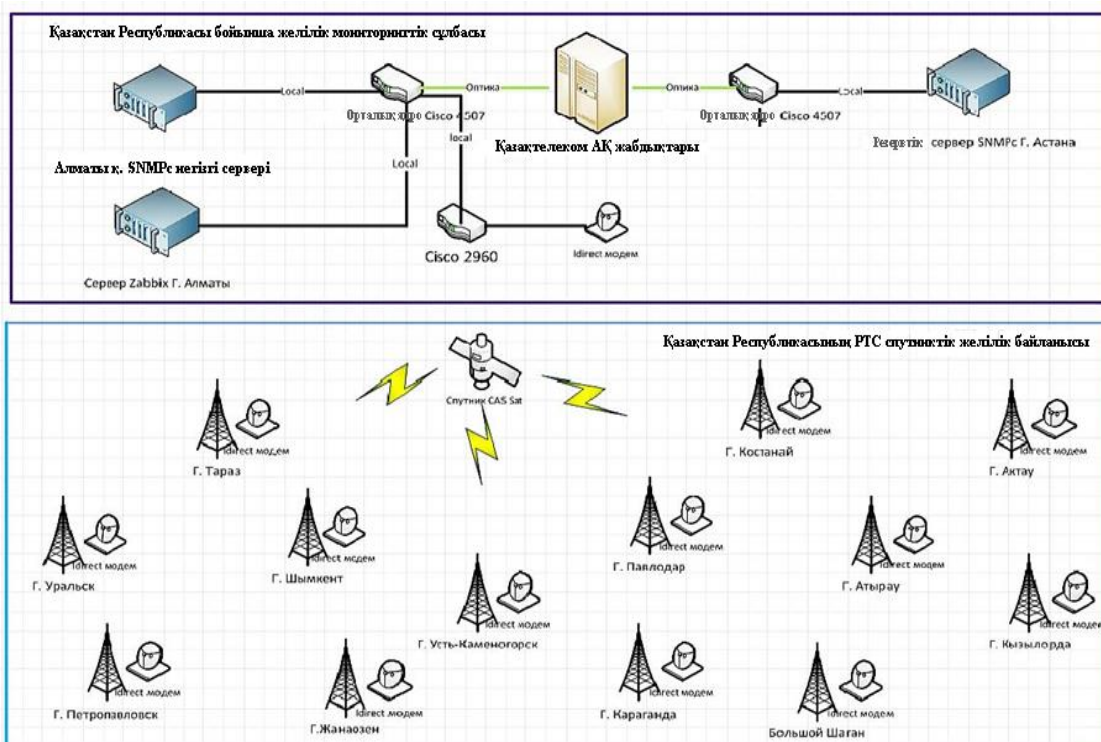 Қазақстан Республикасы бойынша желілік мониторингтік сұлбасы
Local
Оптика
Оптика
Local
Орталық ядро Cisco 4507
Орталық ядро Cisco 4507
local
Қазақтелеком АҚ жабдықтары
Резервтік сервер SNMPc Г. Астана
Алматы қ. SNMPc негізгі сервері
Local
Cisco 2960
Idirect модем
Сервер Zabbix Г. Алматы
Қазақстан Республикасының РТС спутниктік желілік байланысы
Спутник CAS Sat
Idirect модем
Г. Тараз
Idirect модем
Г. Костанай
Idirect модем
Г. Актау
Idirect модем
Г. Уральск
Idirect модем
Г. Шымкент
Idirect модем
Г. Павлодар
Idirect модем
Г. Атырау
Idirect модем
Г. Усть-Каменогорск
Idirect модем
Г. Кызылорда
Idirect модем
Г. Петропавловск
Idirect модем
Г.Жанаозен
Idirect модем
Г. Караганда
Idirect модем
Большой Шаган